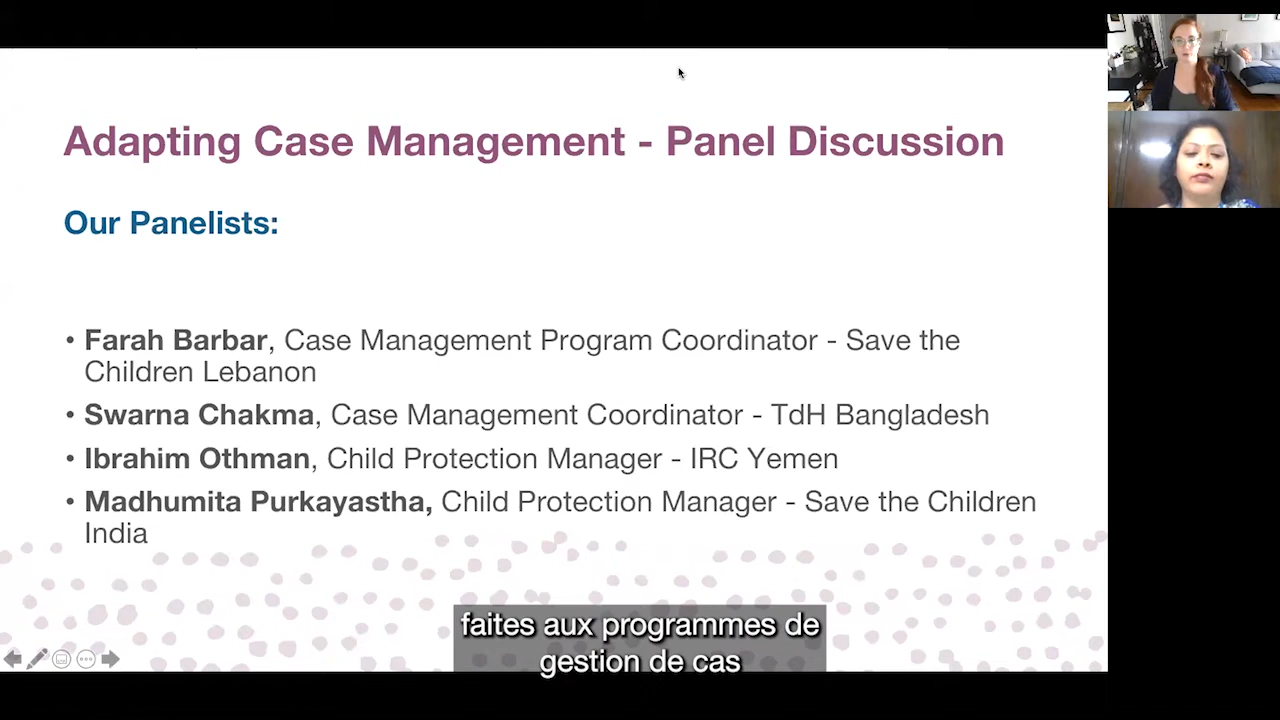 Adapting Case Management - Panel Discussion
Our Panelists:
• Farah Barbar, Case Management Program Coordinator - Save the
Children Lebanon
• Swarna Chakma, Case Management Coordinator - TdH Bangladesh
• Ibrahim Othman, Child Protection Manager - IRC Yemen
• Madhumita Purkayastha, Child Protection Manager - Save the Children
India
faites aux programmes de
gestion de cas